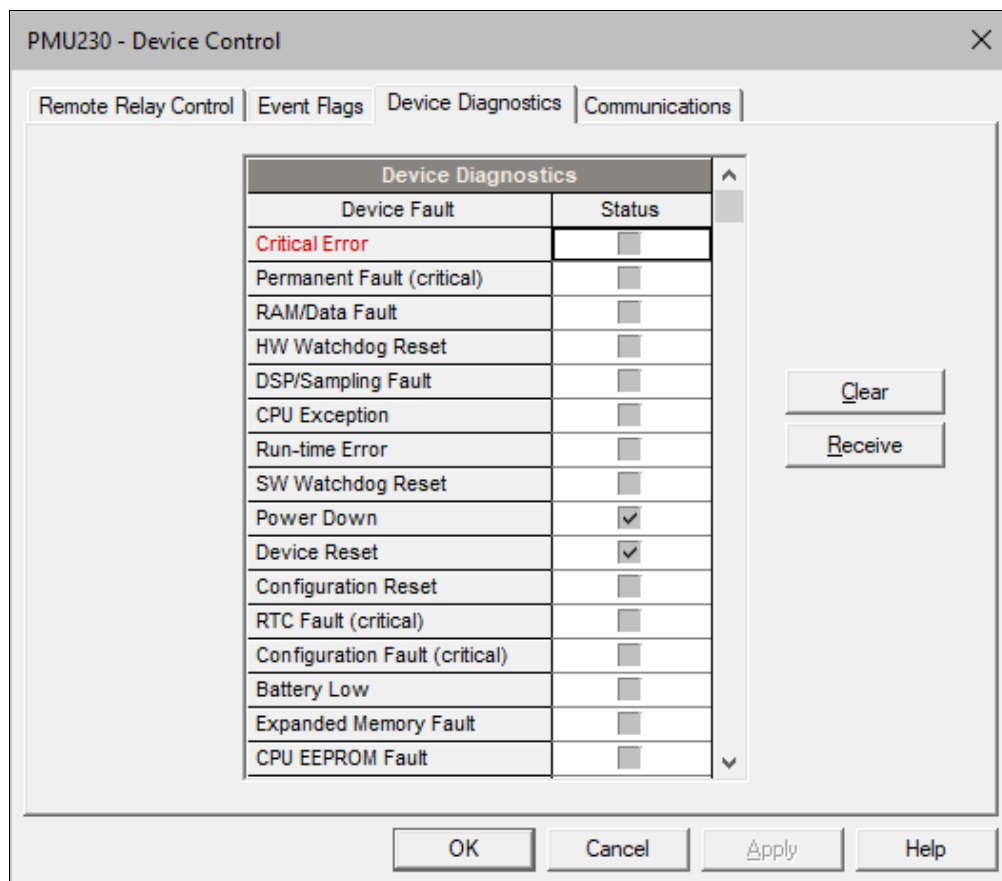 PMU230 - Device Control
Remote Relay Control Event Flags Device Diagnostics Communications
Device Diagnostics
Device Fault Status
Critical Error
Permanent Fault (critical)
RAM/Data Fault
HW Watchdog Reset
DSP/Sampling Fault
CPU Exception
Run-time Error
SW Watchdog Reset
Power Down
Device Reset
Configuration Reset
RTC Fault (critical)
Configuration Fault (critical)
Battery Low
Expanded Memory Fault
CPU EEPROM Fault
Clear
Receive
OK Cancel Apply Help